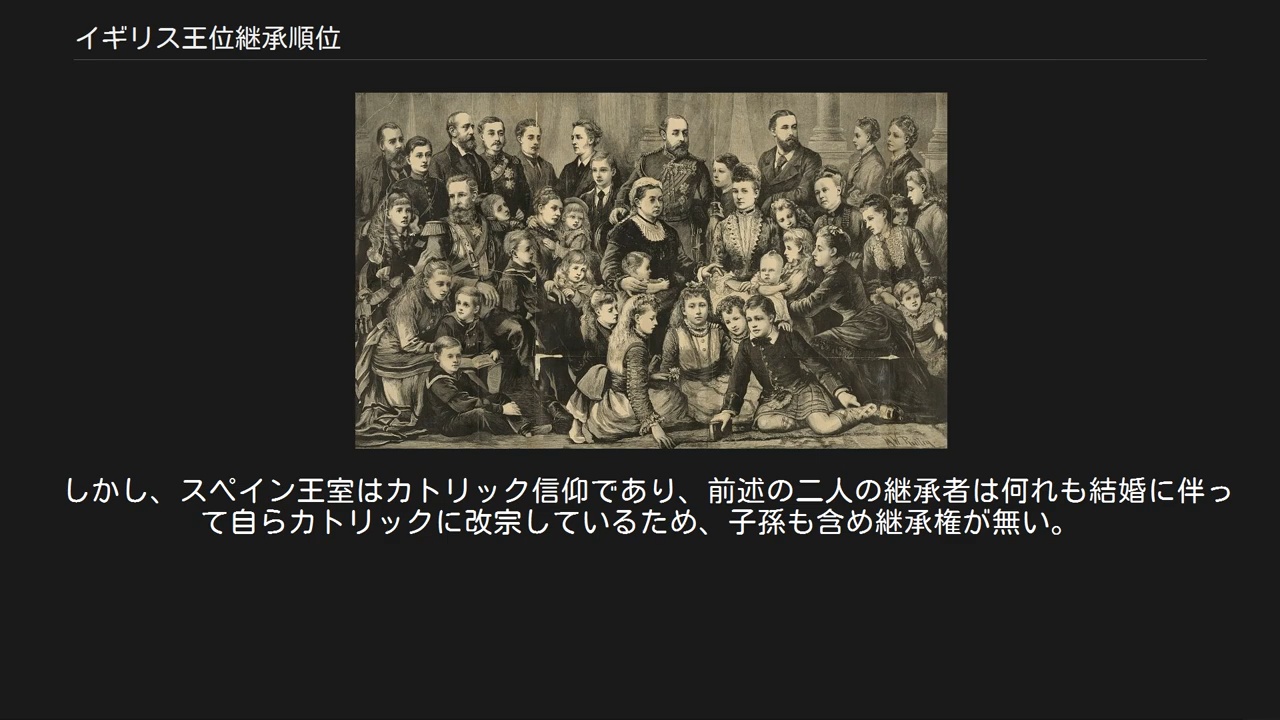 イギリス王位継承順位
しかし、スペイン王室はカトリック信仰であり、前述の二人の継承者は何れも結婚に伴っ
て自らカトリックに改宗しているため、子孫も含め継承権が無い。